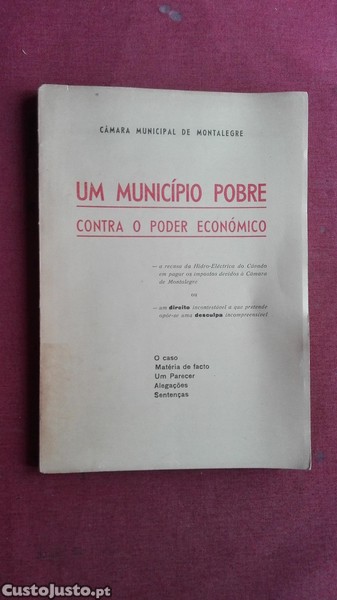 CÂMARA MUNICIPAL DE MONTALEGRE
UM MUNICÍPIO POBRE
CONTRA O PODER ECONÓMICO
— a recusa da Hidro-Eléctrica do Cávado
em pagar os impostos devidos à Câmara
de Montalegre
ou
— um direito incontestável a que pretende
opor-se uma desculpa incompreensível
O caso
Matéria de facto
Um Parecer
Alegações
Sentenças
CustoJusto.pt